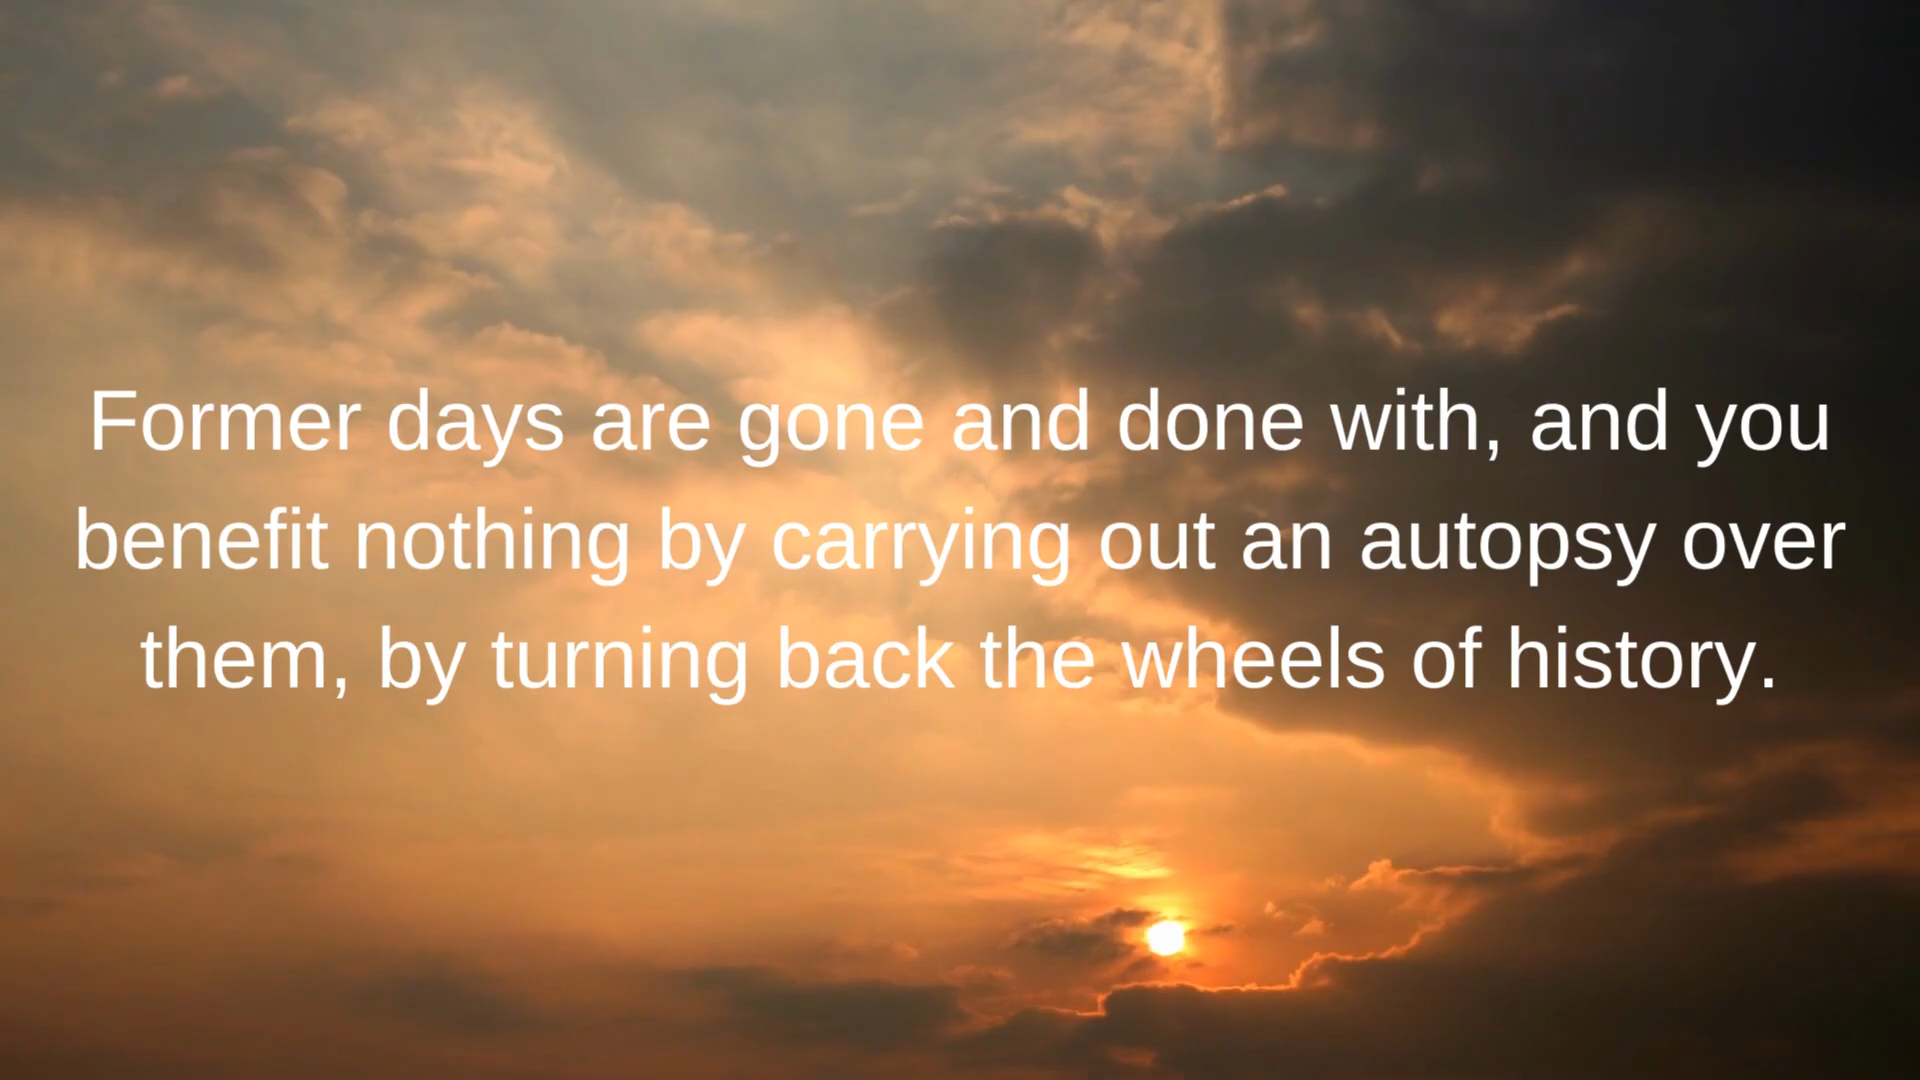 Former days are gone and done with, and you
benefit nothing by carrying out an autopsy over
them, by turning back the wheels of history.